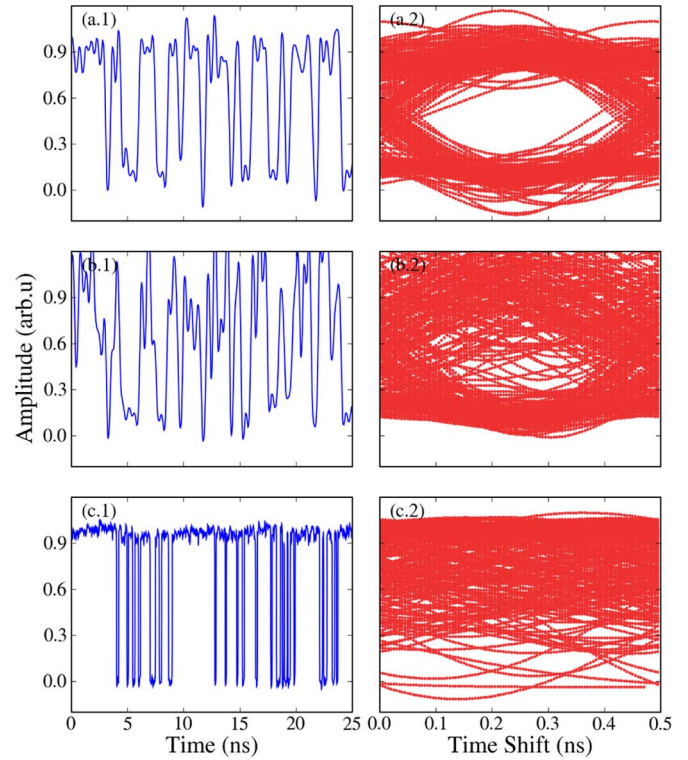 (a.1)
(a.2)
0.9
0.6
0.3
0.0
(b.1)
(b.2)
0.9
0.6
0.3
0.0
Amplitude (arb.u)
(c.1)
(c.2)
0.9
0.6
0.3
0.0
0 5 10 15 20 25
0.0 0.1 0.2 0.3 0.4 0.5
Time (ns)
Time Shift (ns)